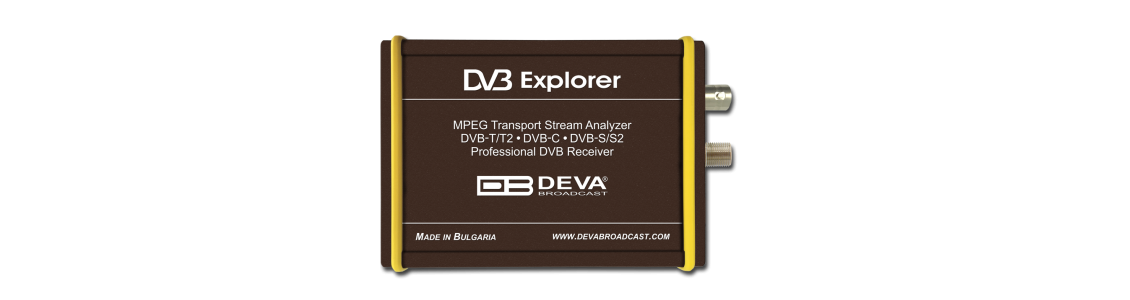 DVB Explorer
MPEG Transport Stream Analyzer
DVB-T/T2 • DVB-C • DVB-S/S2
Professional DVB Receiver
DB DEVA®
BROADCAST
MADE IN BULGARIA
WWW.DEVABROADCAST.COM